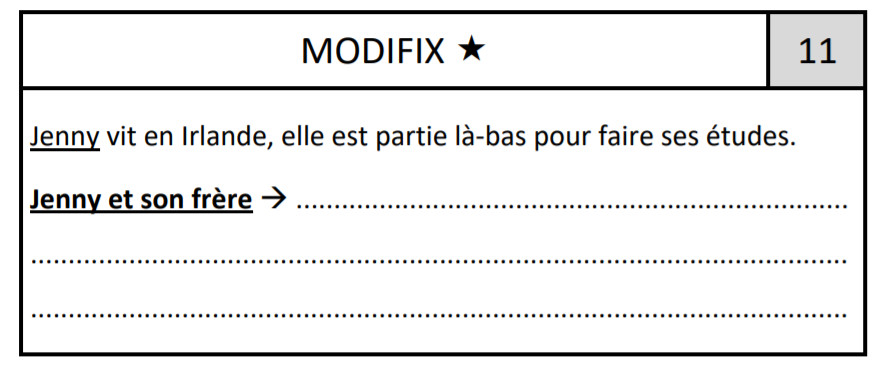 MODIFIX ★ 11
Jenny vit en Irlande, elle est partie là-bas pour faire ses études.
Jenny et son frère → ..........................................................................
..............................................................................................................
..............................................................................................................